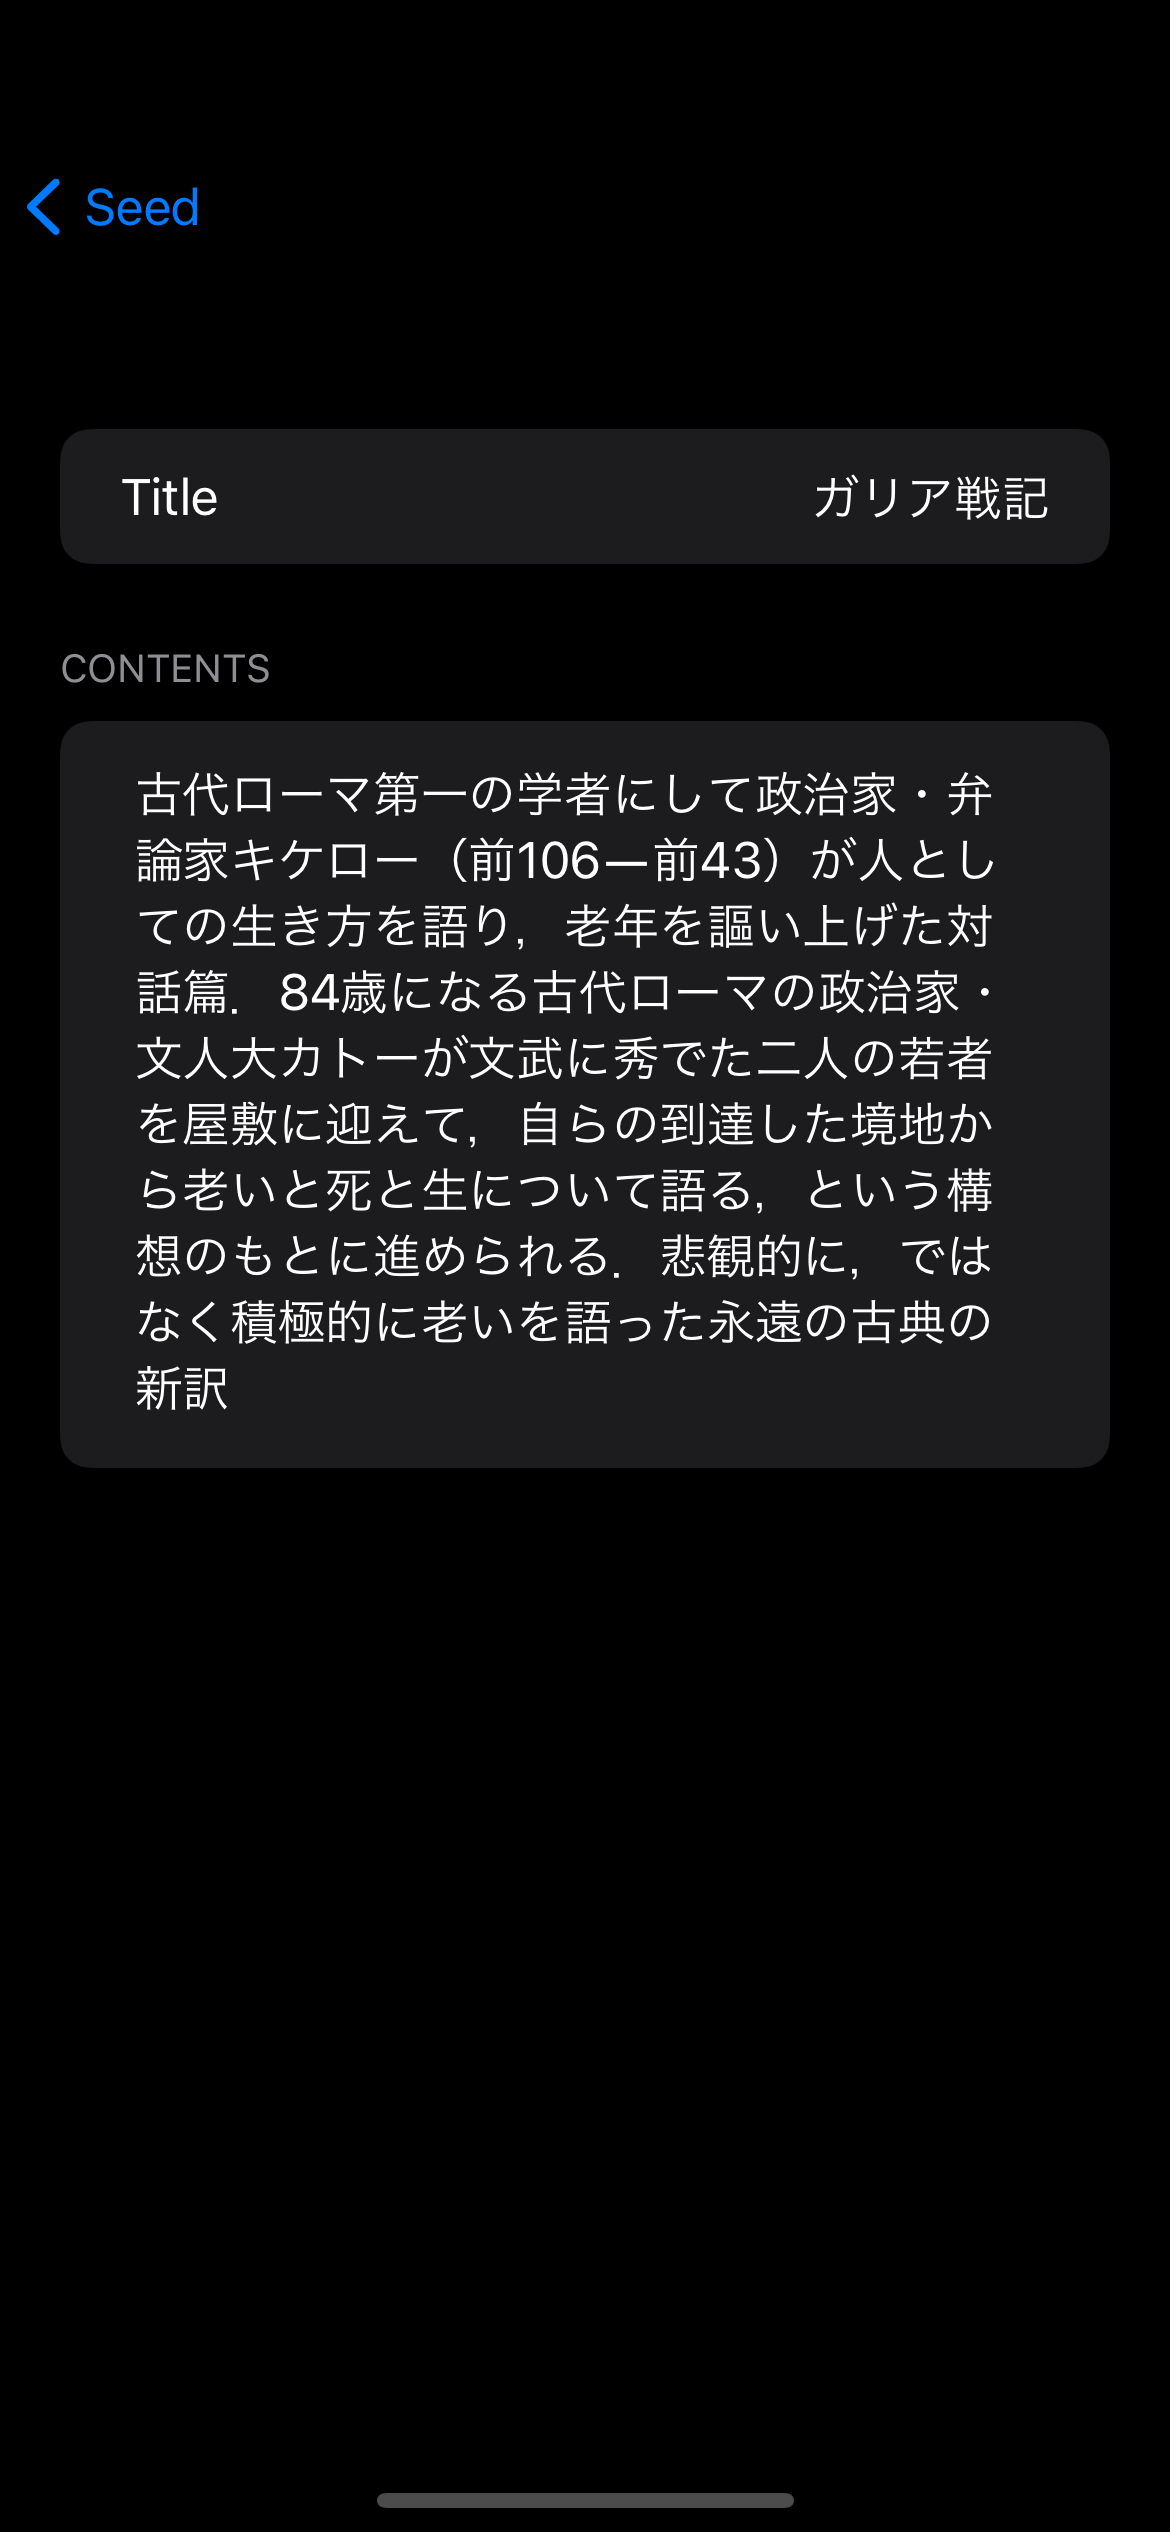 Seed
Title
ガリア戦記
CONTENTS
古代ローマ第一の学者にして政治家・弁
論家キケロー（前106—前43）が人とし
ての生き方を語り，老年を謳い上げた対
話篇．84歳になる古代ローマの政治家・
文人大カトーが文武に秀でた二人の若者
を屋敷に迎えて，自らの到達した境地か
ら老いと死と生について語る，という構
想のもとに進められる．悲観的に，では
なく積極的に老いを語った永遠の古典の
新訳